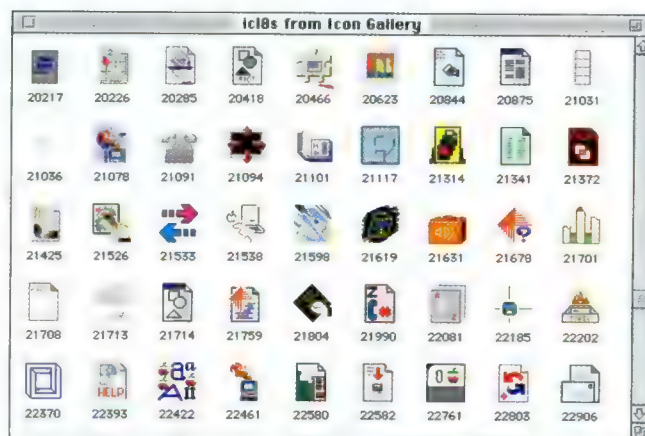 icl8s from Icon Gallery
20217 20226 20285 20418 20466 20623 20844 20875 21031
21036 21078 21091 21094 21101 21117 21314 21341 21372
21425 21526 21533 21538 21598 21619 21631 21678 21701
21708 21713 21714 21759 21804 21990 22081 22185 22202
HELP
22370 22393 22422 22461 22580 22582 22761 22803 22906